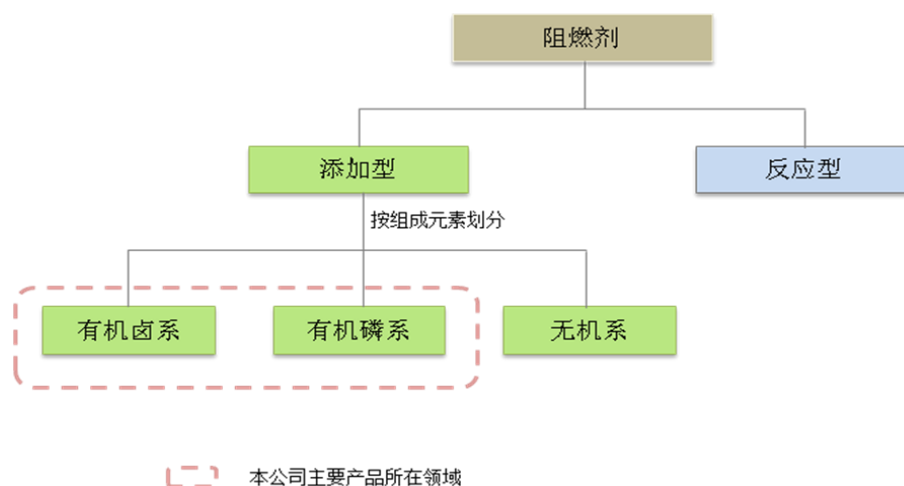 阻燃剂
添加型
反应型
按组成元素划分
有机卤系
有机磷系
无机系
本公司主要产品所在领域